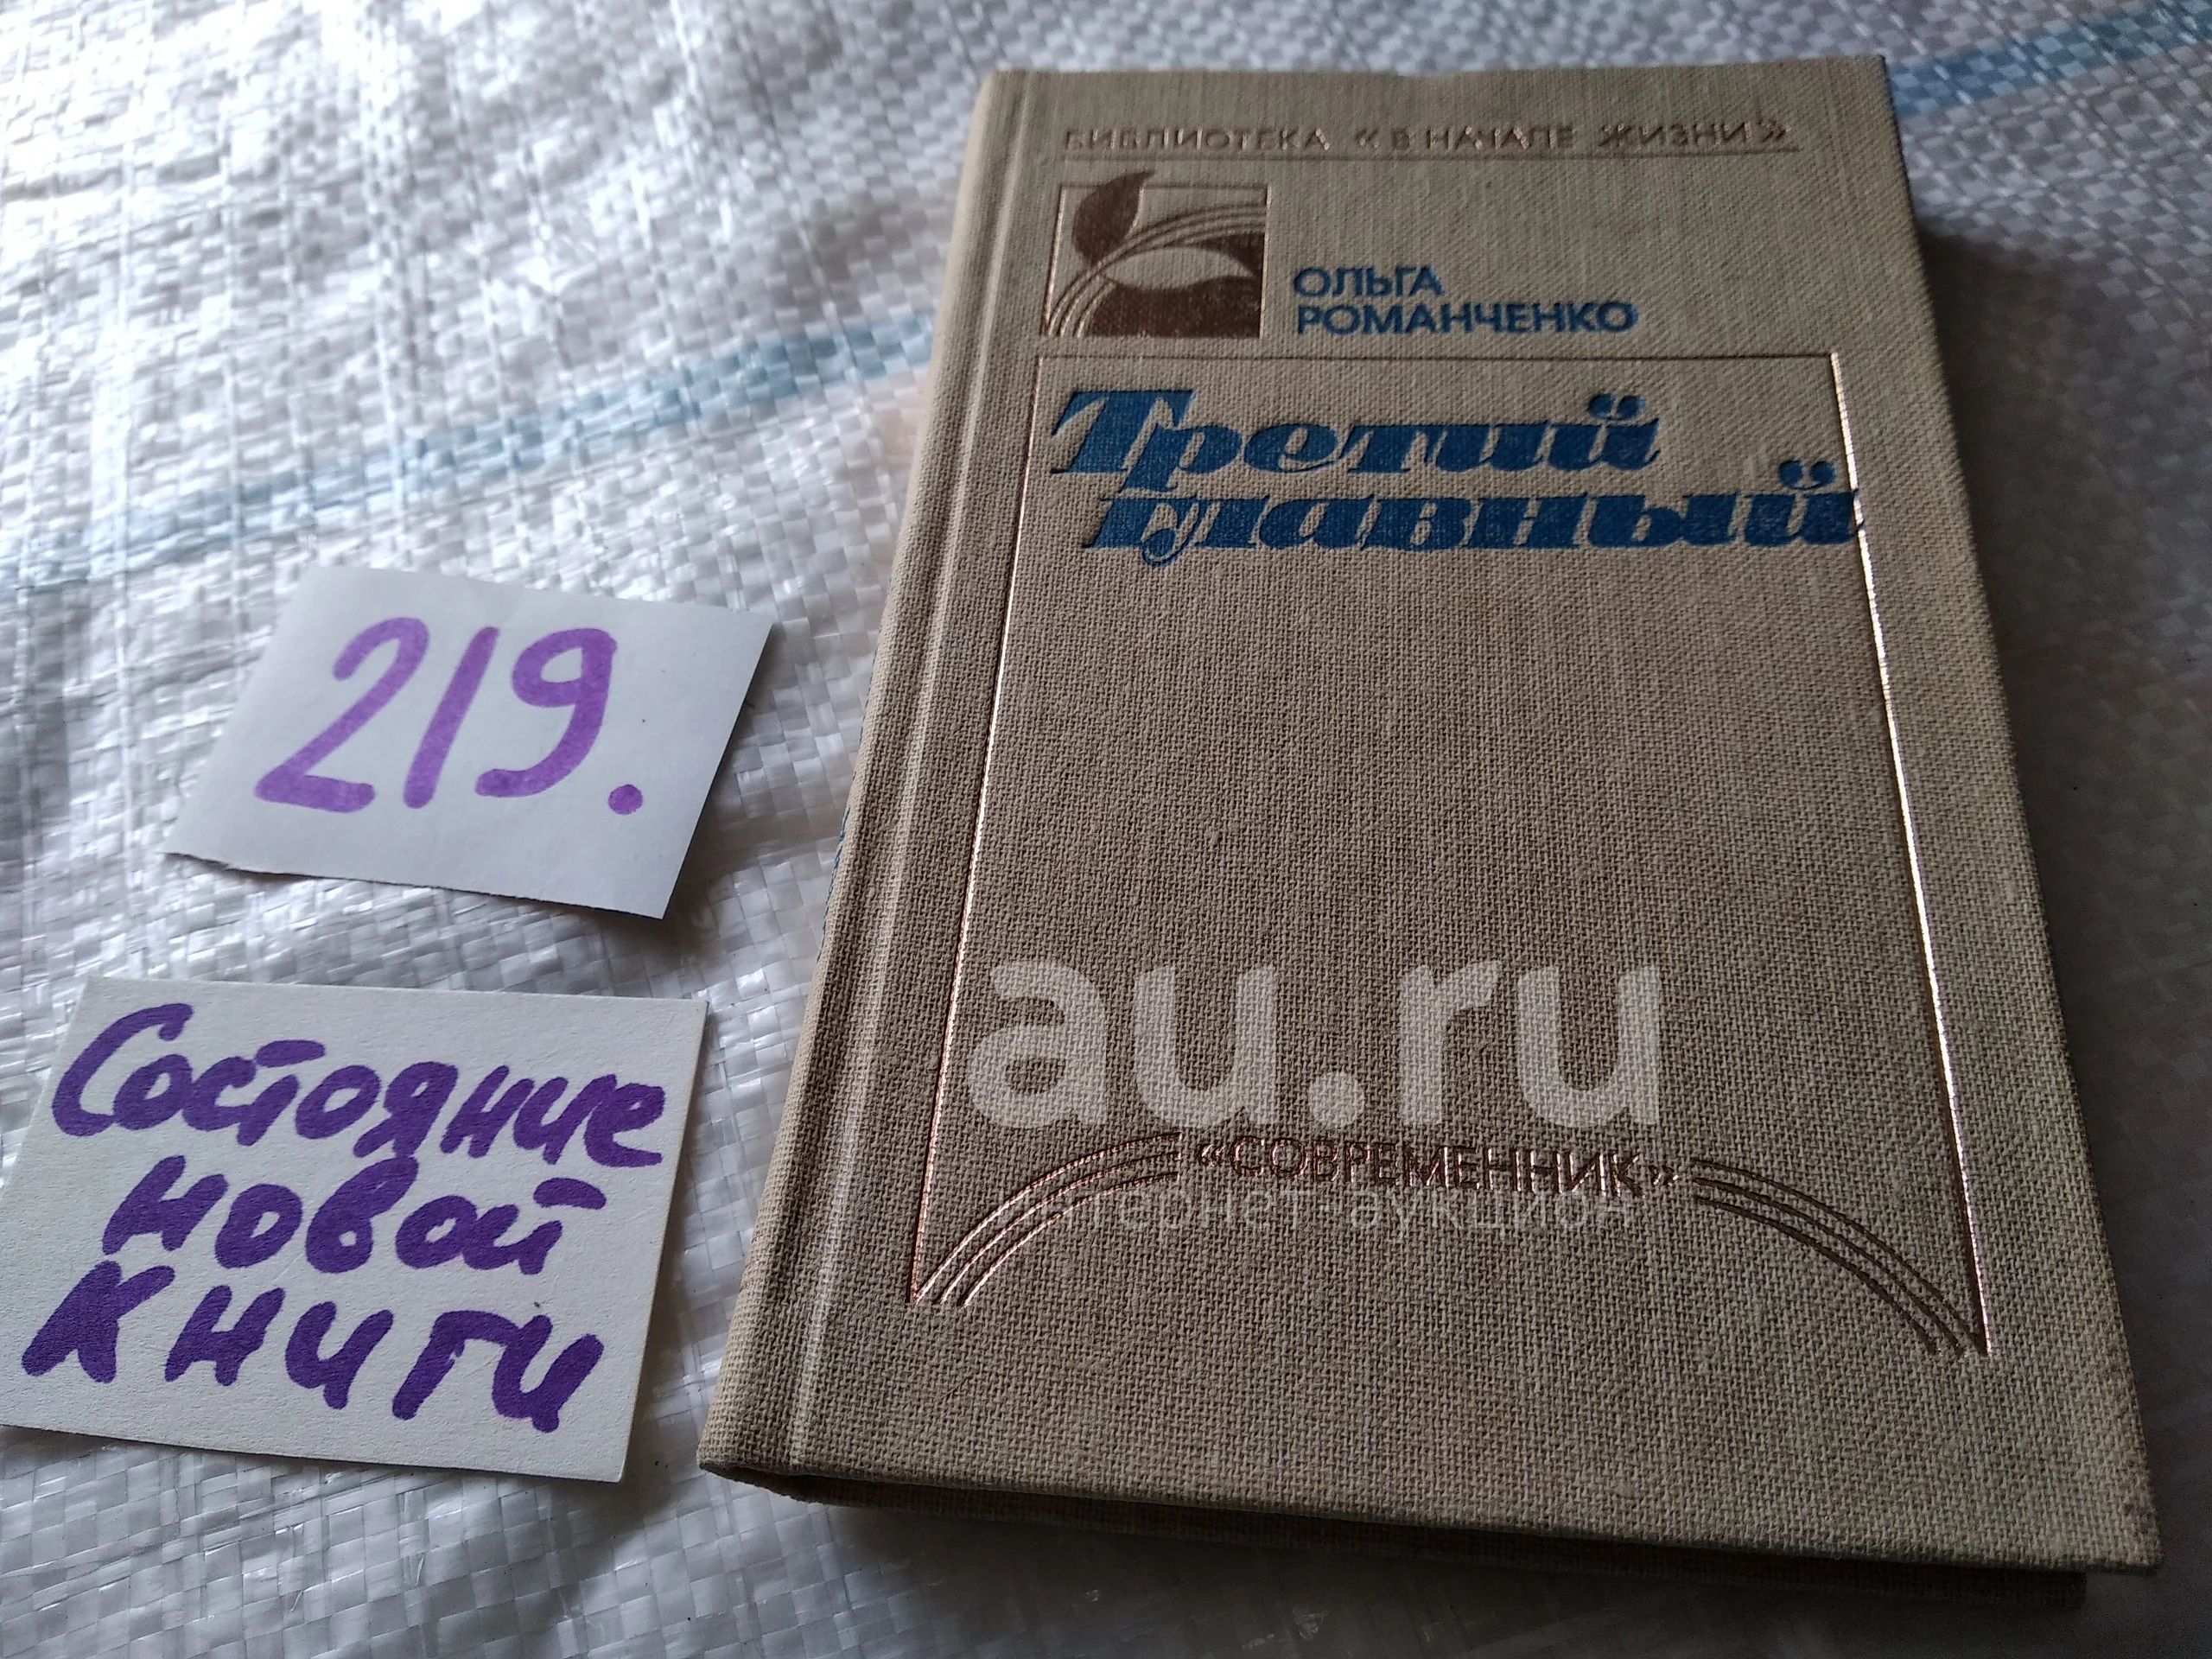 БИБЛИОТЕКА «В НАЧАЛЕ ЖИЗНИ»
ОЛЬГА
РОМАНЧЕНКО
Третий
главный
219.
Состояние
новой
книги
au.ru
«СОВРЕМЕННИК»
интернет-аукцион